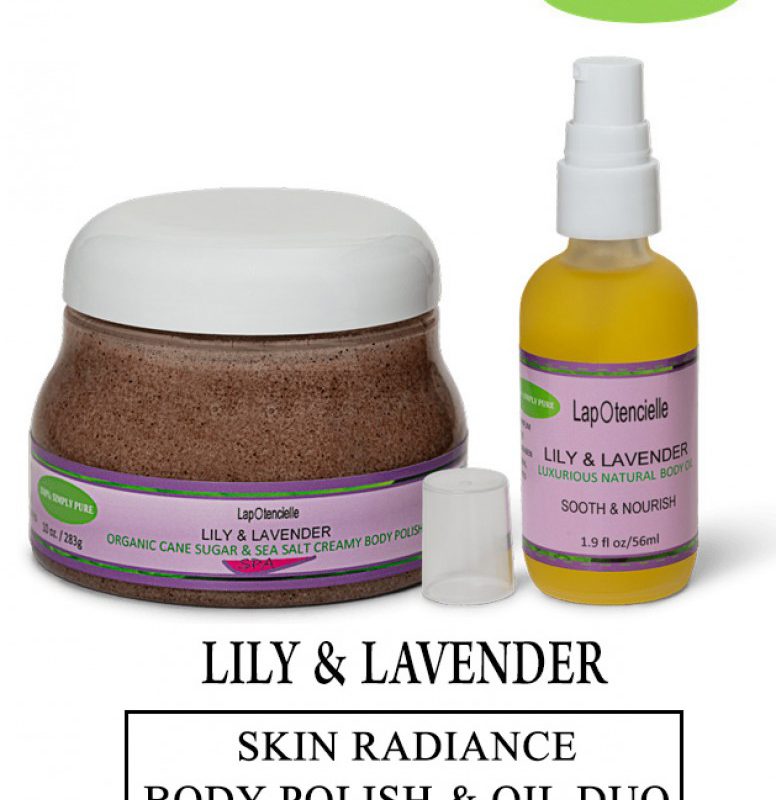 100% SIMPLY PURE
10 oz. / 283g
LapOtencielle
LILY & LAVENDER
ORGANIC CANE SUGAR & SEA SALT CREAMY BODY POLISH
SPA
SIMPLY PURE
LapOtencielle
LILY & LAVENDER
LUXURIOUS NATURAL BODY OIL
SOOTH & NOURISH
1.9 fl oz/56ml
LILY & LAVENDER
SKIN RADIANCE
BODY POLISH & OIL DUO